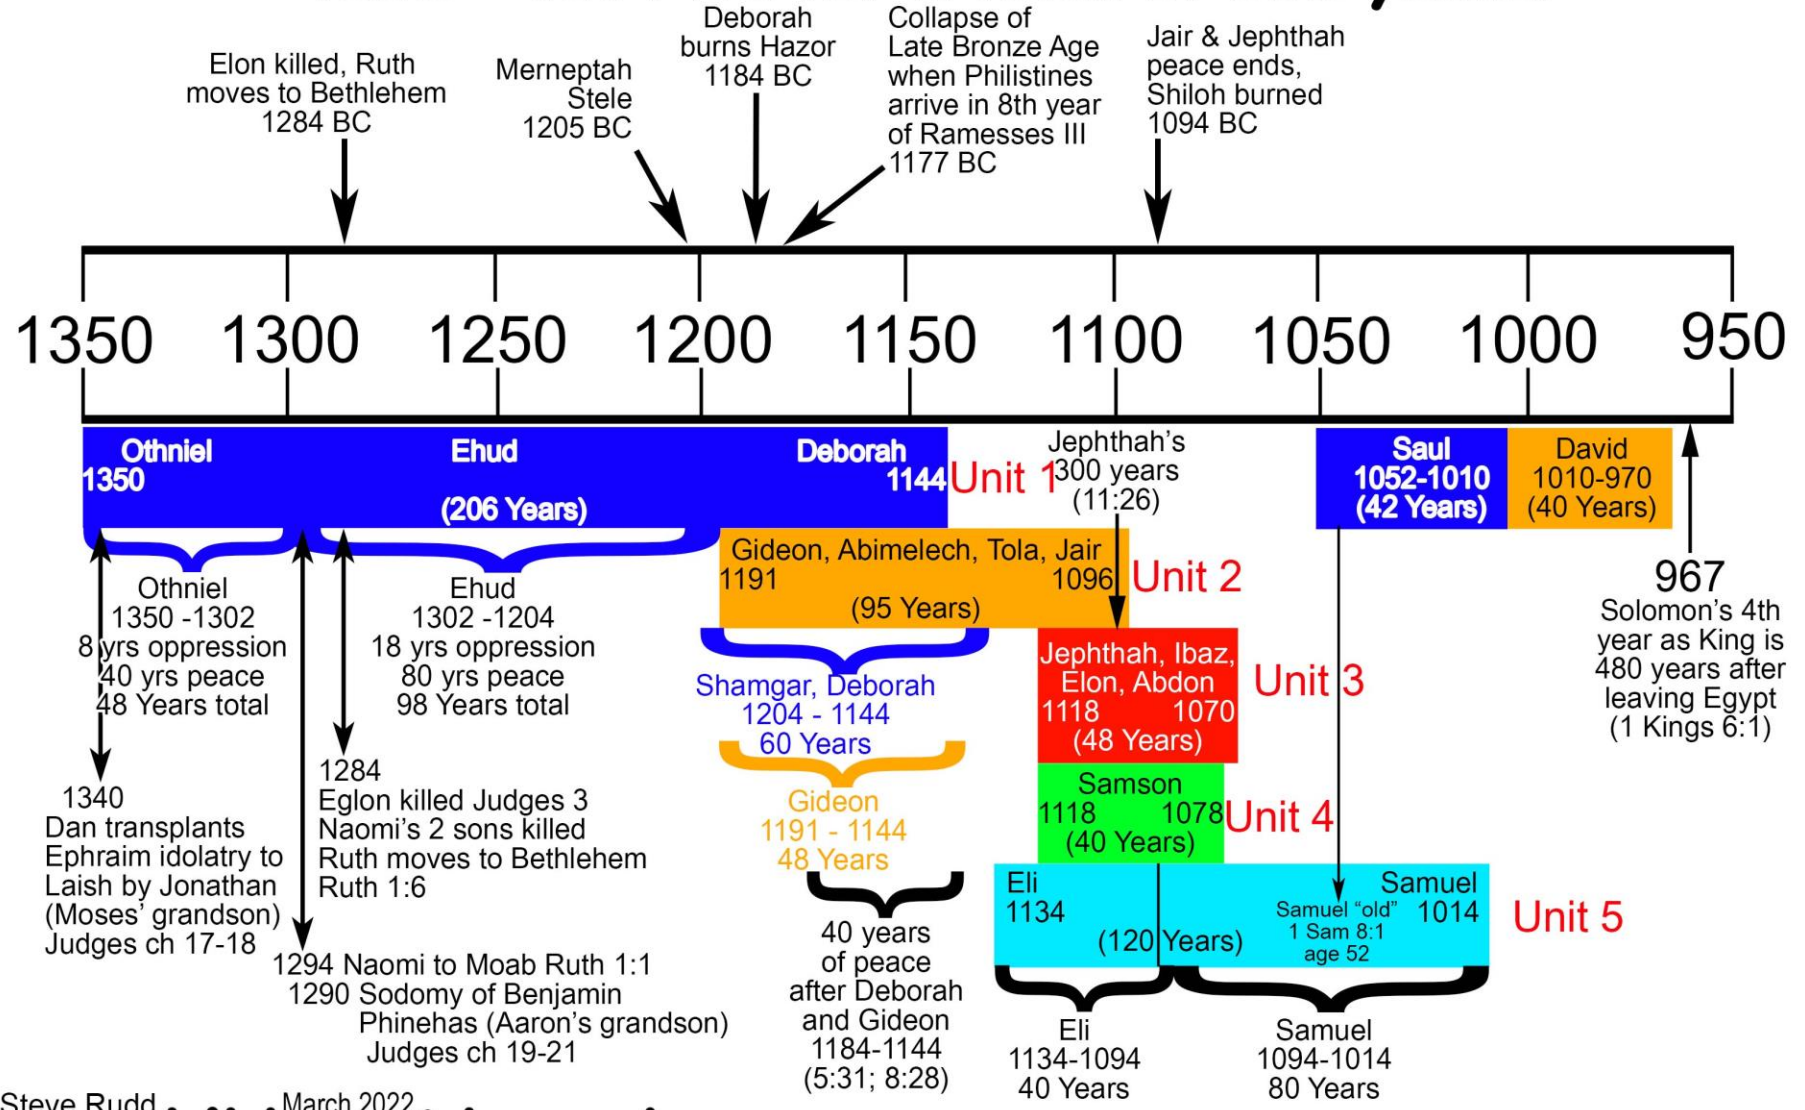 Elon killed, Ruth
moves to Bethlehem
1284 BC
Merneptah
Stele
1205 BC
Deborah
burns Hazor
1184 BC
Collapse of
Late Bronze Age
when Philistines
arrive in 8th year
of Ramesses III
1177 BC
Jair & Jephthah
peace ends,
Shiloh burned
1094 BC
1350 1300 1250 1200 1150 1100 1050 1000 950
Othniel
1350
Ehud
(206 Years)
Deborah
1144
Unit 1
Jephthah's
300 years
(11:26)
Saul
1052-1010
(42 Years)
David
1010-970
(40 Years)
967
Solomon's 4th
year as King is
480 years after
leaving Egypt
(1 Kings 6:1)
Othniel
1350 -1302
8 yrs oppression
40 yrs peace
48 Years total
Ehud
1302 -1204
18 yrs oppression
80 yrs peace
98 Years total
Gideon, Abimelech, Tola, Jair
1191 1096
(95 Years)
Unit 2
Shamgar, Deborah
1204 - 1144
60 Years
Jephthah, Ibaz,
Elon, Abdon
1118 1070
(48 Years)
Unit 3
Gideon
1191 - 1144
48 Years
Samson
1118 1078
(40 Years)
Unit 4
1340
Dan transplants
Ephraim idolatry to
Laish by Jonathan
(Moses' grandson)
Judges ch 17-18
1284
Eglon killed Judges 3
Naomi's 2 sons killed
Ruth moves to Bethlehem
Ruth 1:6
1294 Naomi to Moab Ruth 1:1
1290 Sodomy of Benjamin
Phinehas (Aaron's grandson)
Judges ch 19-21
40 years
of peace
after Deborah
and Gideon
1184-1144
(5:31; 8:28)
Eli
1134
(120 Years)
Samuel "old"
1 Sam 8:1
age 52
Samuel
1014
Unit 5
Eli
1134-1094
40 Years
Samuel
1094-1014
80 Years
Steve Rudd
March 2022